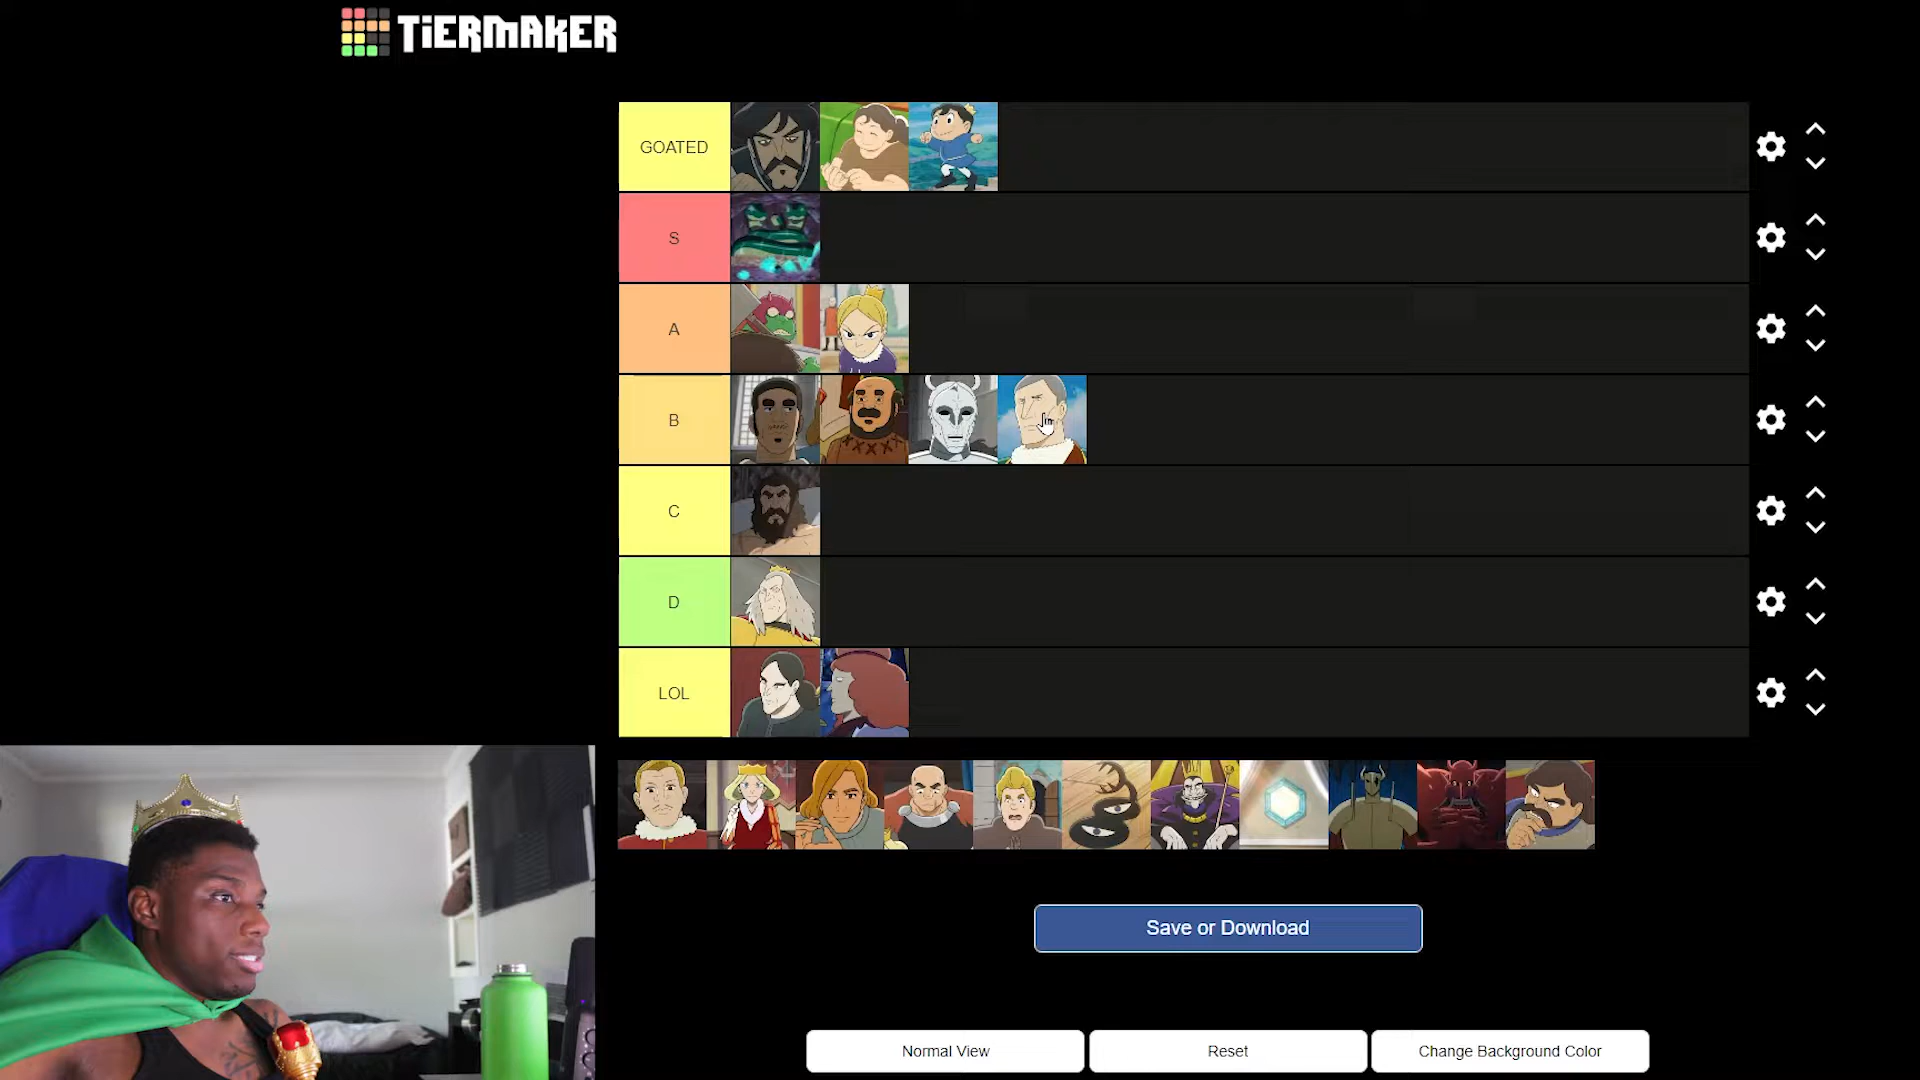 TiERMAKER
GOATED
S
A
B
C
D
LOL
Save or Download
Normal View
Reset
Change Background Color